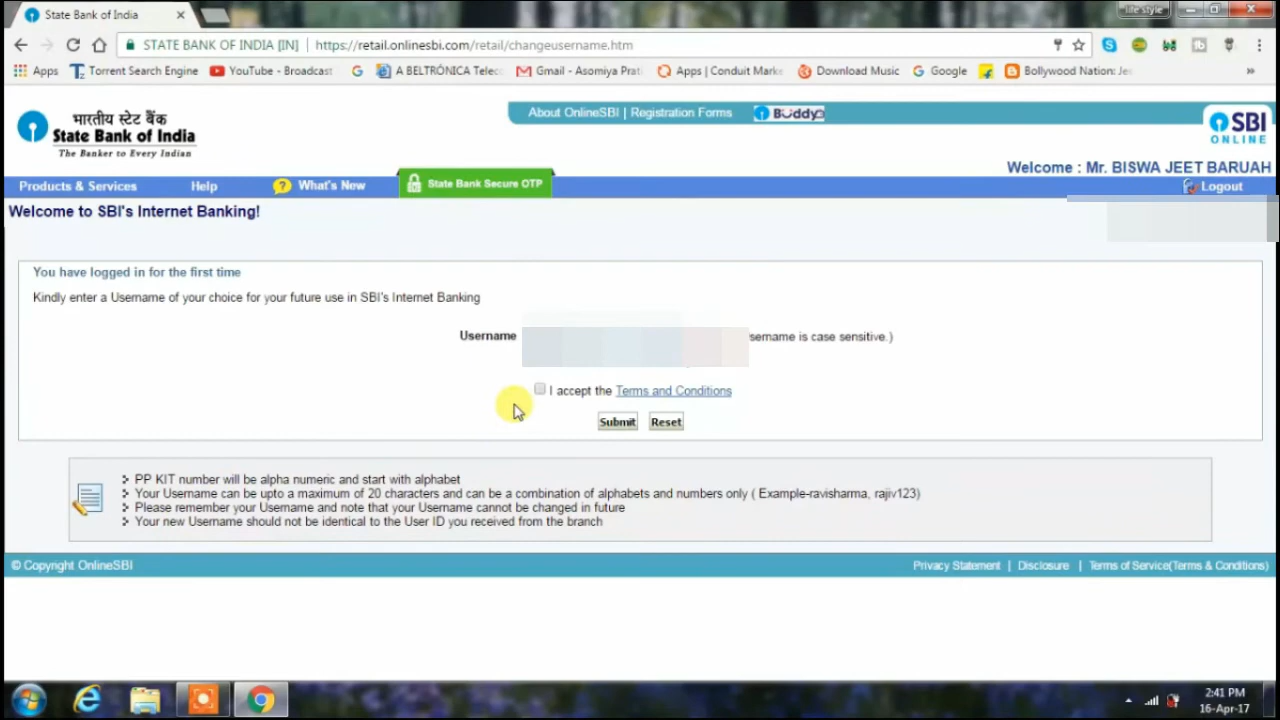 State Bank of India
life style
STATE BANK OF INDIA [IN] https://retail.onlinesbi.com/retail/changeusername.htm
Apps Torrent Search Engine YouTube - Broadcast A BELTRÓNICA Telec Gmail - Asomiya Prat Apps | Conduit Marke Download Music Google Bollywood Nation: Je »
About OnlineSBI | Registration Forms Buddy
भारतीय स्टेट बैंक
State Bank of India
The Banker to Every Indian
SBI
ONLINE
Welcome : Mr. BISWA JEET BARUAH
Products & Services Help What's New State Bank Secure OTP Logout
Welcome to SBI's Internet Banking!
You have logged in for the first time
Kindly enter a Username of your choice for your future use in SBI's Internet Banking
Username sername is case sensitive.)
I accept the Terms and Conditions
Submit Reset
PP KIT number will be alpha numeric and start with alphabet
Your Username can be upto a maximum of 20 characters and can be a combination of alphabets and numbers only ( Example-ravisharma, rajiv123)
Please remember your Username and note that your Username cannot be changed in future
Your new Username should not be identical to the User ID you received from the branch
© Copyright OnlineSBI Privacy Statement | Disclosure | Terms of Service(Terms & Conditions)
2:41 PM
16-Apr-17